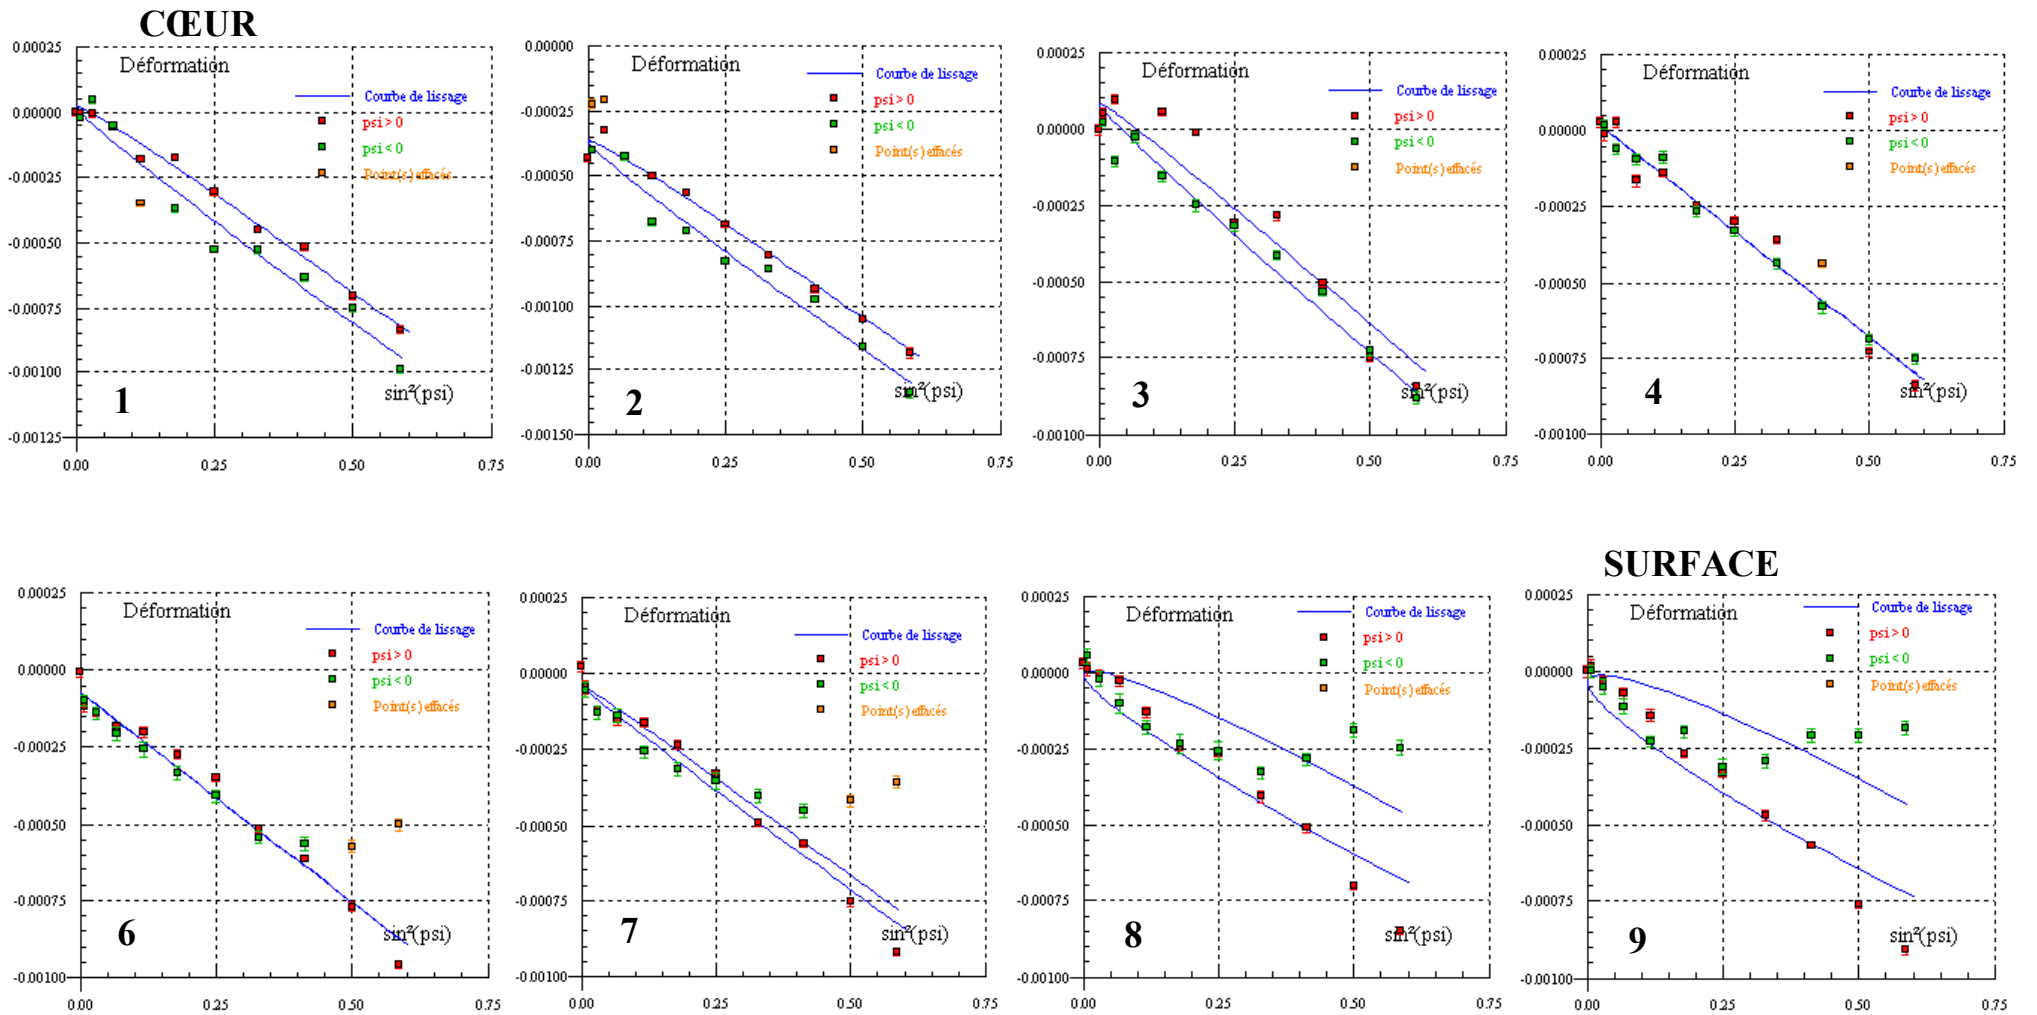 CŒUR
0.00025
0.00000
-0.00025
-0.00050
-0.00075
-0.00100
-0.00125
Déformation
Courbe de lissage
psi > 0
psi < 0
Point(s) effacés
sin²(psi)
1
0.00 0.25 0.50 0.75
0.00000
-0.00025
-0.00050
-0.00075
-0.00100
-0.00125
-0.00150
Déformation
Courbe de lissage
psi > 0
psi < 0
Point(s) effacés
sin²(psi)
2
0.00 0.25 0.50 0.75
0.00025
0.00000
-0.00025
-0.00050
-0.00075
-0.00100
Déformation
Courbe de lissage
psi > 0
psi < 0
Point(s) effacés
sin²(psi)
3
0.00 0.25 0.50 0.75
0.00025
0.00000
-0.00025
-0.00050
-0.00075
-0.00100
Déformation
Courbe de lissage
psi > 0
psi < 0
Point(s) effacés
sin²(psi)
4
0.00 0.25 0.50 0.75
0.00025
0.00000
-0.00025
-0.00050
-0.00075
-0.00100
Déformation
Courbe de lissage
psi > 0
psi < 0
Point(s) effacés
sin²(psi)
6
0.00 0.25 0.50 0.75
0.00025
0.00000
-0.00025
-0.00050
-0.00075
-0.00100
Déformation
Courbe de lissage
psi > 0
psi < 0
Point(s) effacés
sin²(psi)
7
0.00 0.25 0.50 0.75
0.00025
0.00000
-0.00025
-0.00050
-0.00075
-0.00100
Déformation
Courbe de lissage
psi > 0
psi < 0
Point(s) effacés
sin²(psi)
8
0.00 0.25 0.50 0.75
SURFACE
0.00025
0.00000
-0.00025
-0.00050
-0.00075
-0.00100
Déformation
Courbe de lissage
psi > 0
psi < 0
Point(s) effacés
sin²(psi)
9
0.00 0.25 0.50 0.75